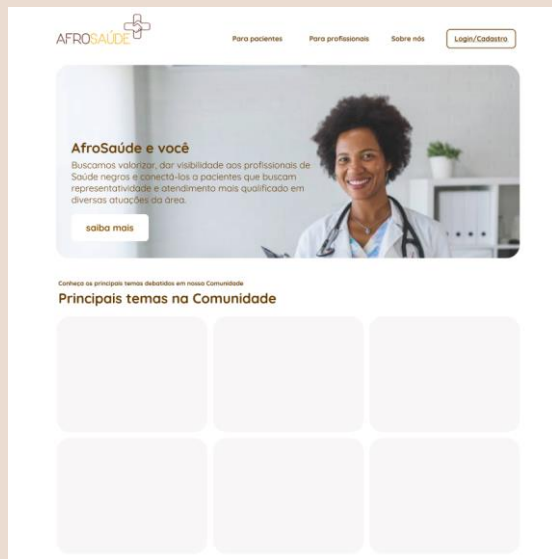 AFROSAÚDE
Para pacientes
Para profissionais
Sobre nós
Login/Cadastro
AfroSaúde e você
Buscamos valorizar, dar visibilidade aos profissionais de
Saúde negros e conectá-los a pacientes que buscam
representatividade e atendimento mais qualificado em
diversas atuações da área.
saiba mais
Conheça os principais temas debatidos em nossa Comunidade
Principais temas na Comunidade